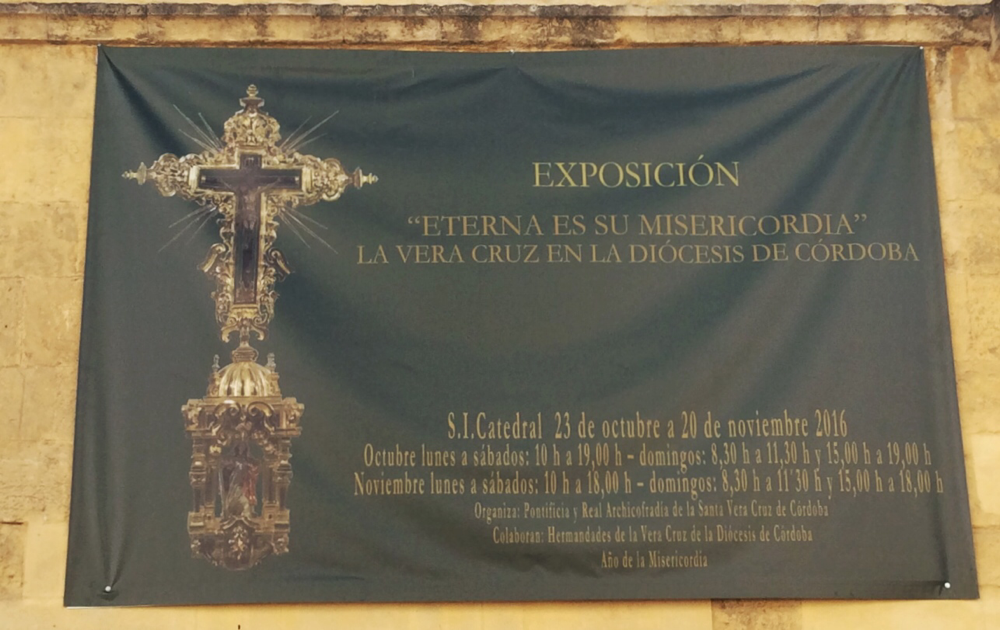 EXPOSICIÓN
“ETERNA ES SU MISERICORDIA”
LA VERA CRUZ EN LA DIÓCESIS DE CÓRDOBA
S.I.Catedral 23 de octubre a 20 de noviembre 2016
Octubre lunes a sábados: 10 h a 19,00 h – domingos: 8,30 h a 11,30 h y 15,00 h a 19,00 h
Noviembre lunes a sábados: 10 h a 18,00 h – domingos: 8,30 h a 11´30 h y 15,00 h a 18,00 h
Organiza: Pontificia y Real Archicofradía de la Santa Vera Cruz de Córdoba
Colaboran: Hermandades de la Vera Cruz de la Diócesis de Córdoba
Año de la Misericordia